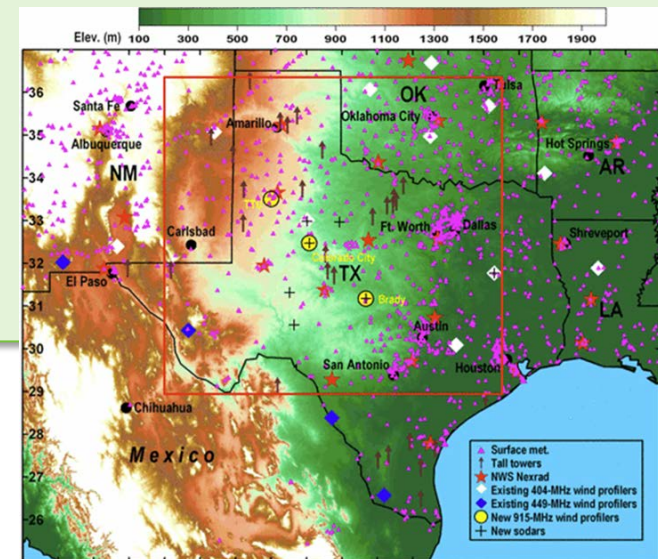 Elev. (m)
100 300 500 700 900 1100 1300 1500 1700 1900
36
35
34
33
32
31
30
29
28
27
26
Santa Fe
Albuquerque
NM
Amarillo
OK
Oklahoma City
Tulsa
Hot Springs
AR
Carlsbad
Ft. Worth
Dallas
Shreveport
El Paso
Colorado City
TX
Brady
LA
Austin
San Antonio
Houston
Chihuahua
Mexico
Surface met.
Tall towers
NWS Nexrad
Existing 404-MHz wind profilers
Existing 449-MHz wind profilers
New 915-MHz wind profilers
New sodars